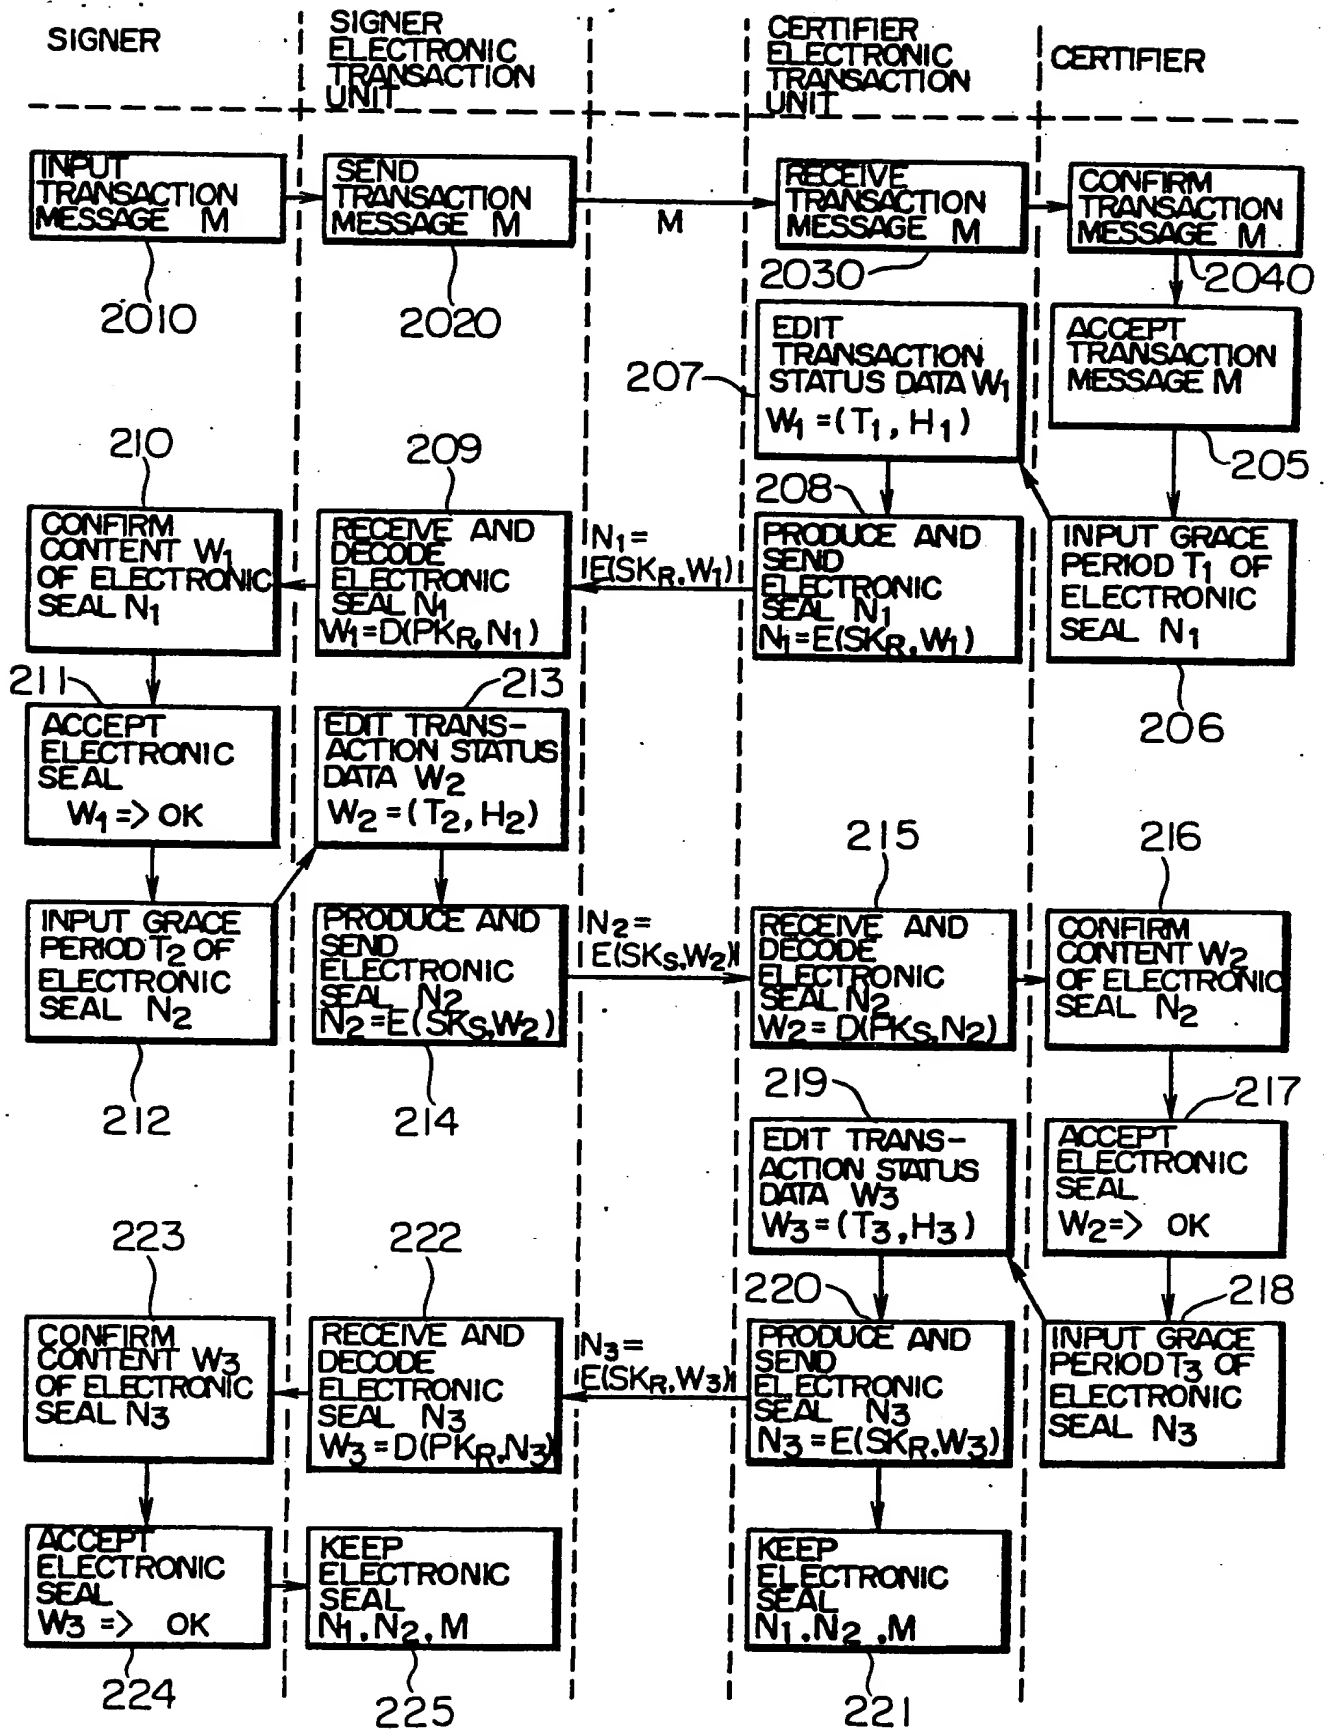 SIGNER
SIGNER
ELECTRONIC
TRANSACTION
UNIT
CERTIFIER
ELECTRONIC
TRANSACTION
UNIT
CERTIFIER
INPUT
TRANSACTION
MESSAGE M
2010
SEND
TRANSACTION
MESSAGE M
2020
M
RECEIVE
TRANSACTION
MESSAGE M
2030
CONFIRM
TRANSACTION
MESSAGE M
2040
ACCEPT
TRANSACTION
MESSAGE M
205
INPUT GRACE
PERIOD T1 OF
ELECTRONIC
SEAL N1
206
207
EDIT
TRANSACTION
STATUS DATA W1
W1 = (T1, H1)
208
PRODUCE AND
SEND
ELECTRONIC
SEAL N1
N1=E(SKR, W1)
N1=
E(SKR, W1)
209
RECEIVE AND
DECODE
ELECTRONIC
SEAL N1
W1=D(PKR, N1)
210
CONFIRM
CONTENT W1
OF ELECTRONIC
SEAL N1
211
ACCEPT
ELECTRONIC
SEAL
W1 => OK
INPUT GRACE
PERIOD T2 OF
ELECTRONIC
SEAL N2
212
213
EDIT TRANS-
ACTION STATUS
DATA W2
W2 = (T2, H2)
PRODUCE AND
SEND
ELECTRONIC
SEAL N2
N2=E(SKS, W2)
214
N2=
E(SKS, W2)
215
RECEIVE AND
DECODE
ELECTRONIC
SEAL N2
W2= D(PKS, N2)
216
CONFIRM
CONTENT W2
OF ELECTRONIC
SEAL N2
217
ACCEPT
ELECTRONIC
SEAL
W2=> OK
218
INPUT GRACE
PERIOD T3 OF
ELECTRONIC
SEAL N3
219
EDIT TRANS-
ACTION STATUS
DATA W3
W3=(T3, H3)
220
PRODUCE AND
SEND
ELECTRONIC
SEAL N3
N3=E(SKR, W3)
N3=
E(SKR, W3)
222
RECEIVE AND
DECODE
ELECTRONIC
SEAL N3
W3=D(PKR, N3)
223
CONFIRM
CONTENT W3
OF ELECTRONIC
SEAL N3
ACCEPT
ELECTRONIC
SEAL
W3 => OK
224
KEEP
ELECTRONIC
SEAL
N1, N2, M
225
KEEP
ELECTRONIC
SEAL
N1, N2, M
221